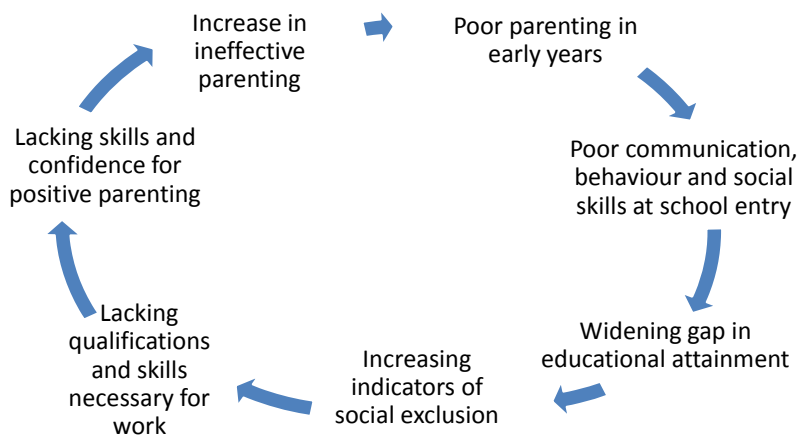 Increase in
ineffective
parenting
Poor parenting in
early years
Poor communication,
behaviour and social
skills at school entry
Widening gap in
educational attainment
Increasing
indicators of
social exclusion
Lacking
qualifications
and skills
necessary for
work
Lacking skills and
confidence for
positive parenting